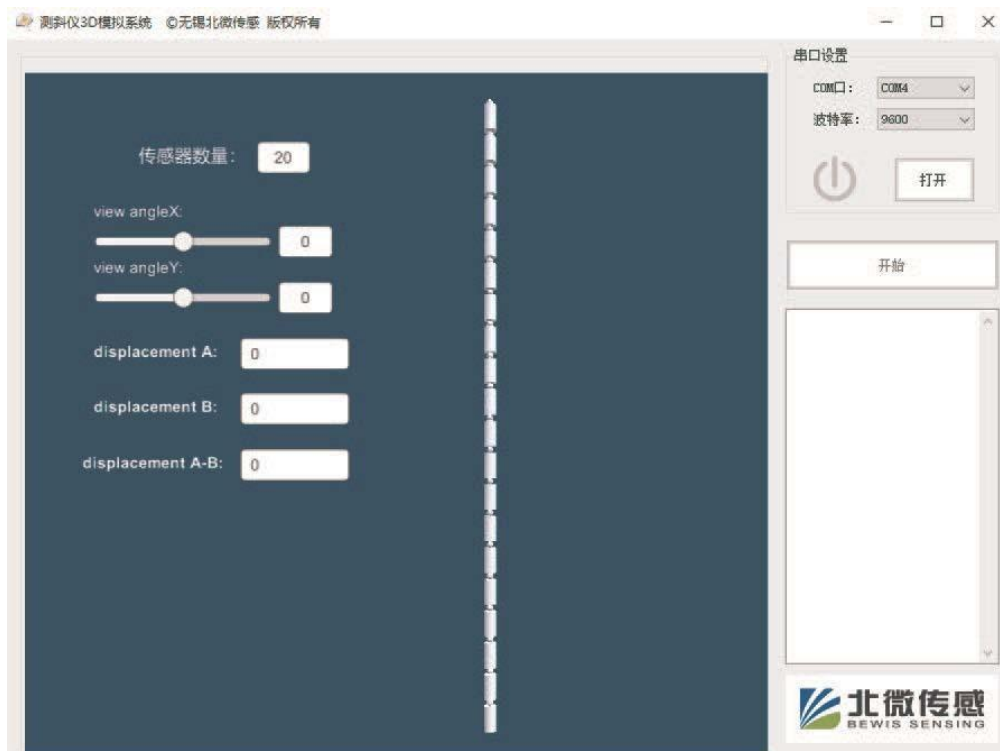 测斜仪3D模拟系统 ©无锡北微传感 版权所有
传感器数量： 20
view angleX:
0
view angleY:
0
displacement A: 0
displacement B: 0
displacement A-B: 0
串口设置
COM口： COM4
波特率： 9600
打开
开始
北微传感
BEWIS SENSING